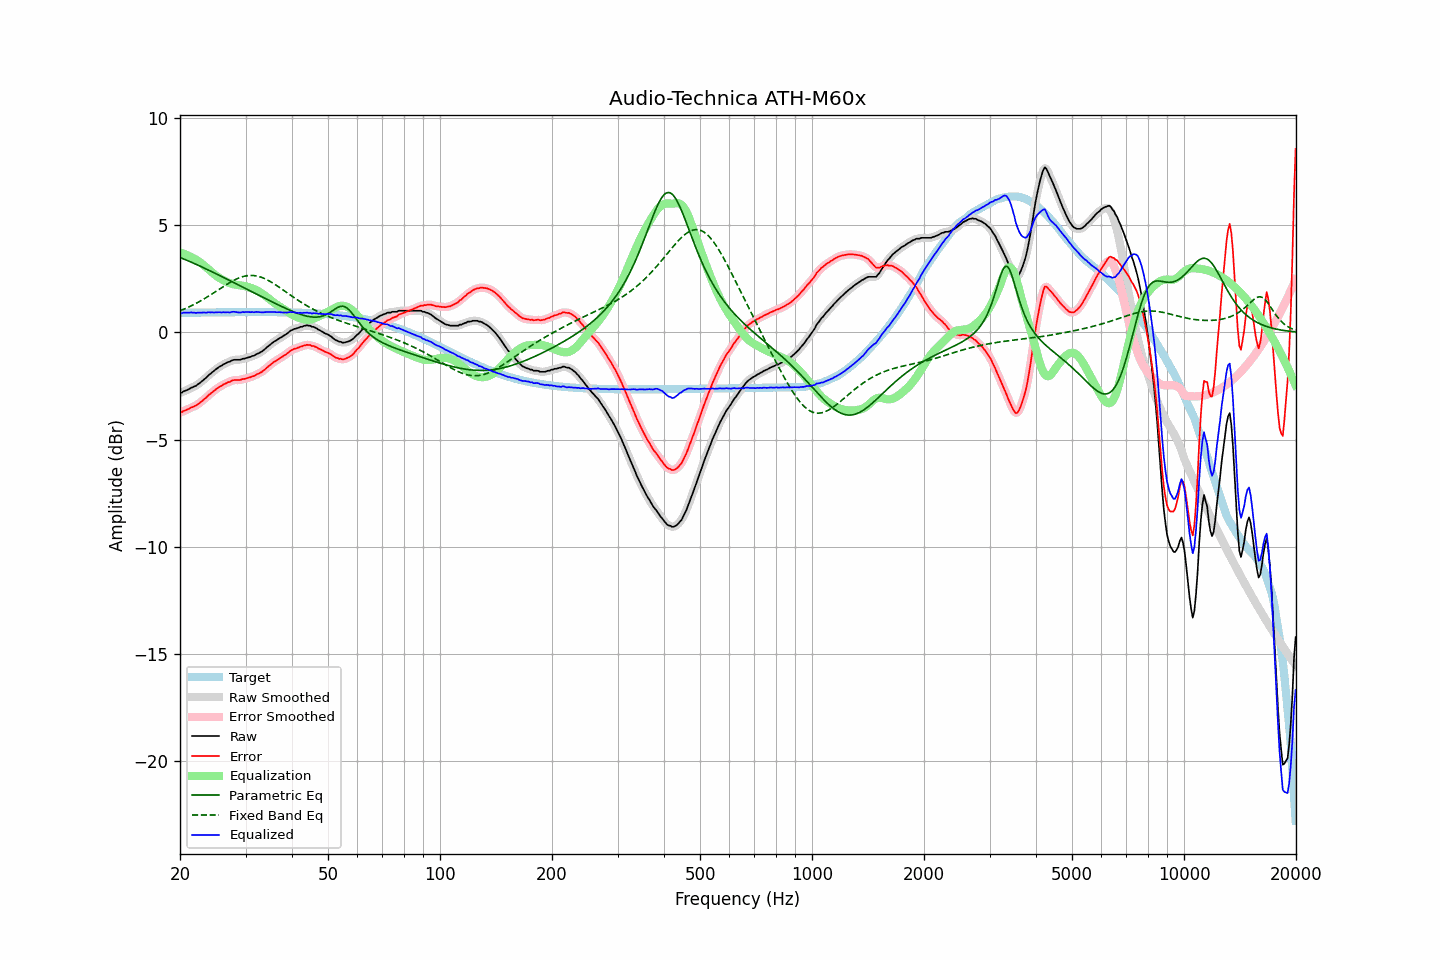 Audio-Technica ATH-M60x
10
5
0
−5
−10
−15
−20
Amplitude (dBr)
Target
Raw Smoothed
Error Smoothed
Raw
Error
Equalization
Parametric Eq
Fixed Band Eq
Equalized
20 50 100 200 500 1000 2000 5000 10000 20000
Frequency (Hz)